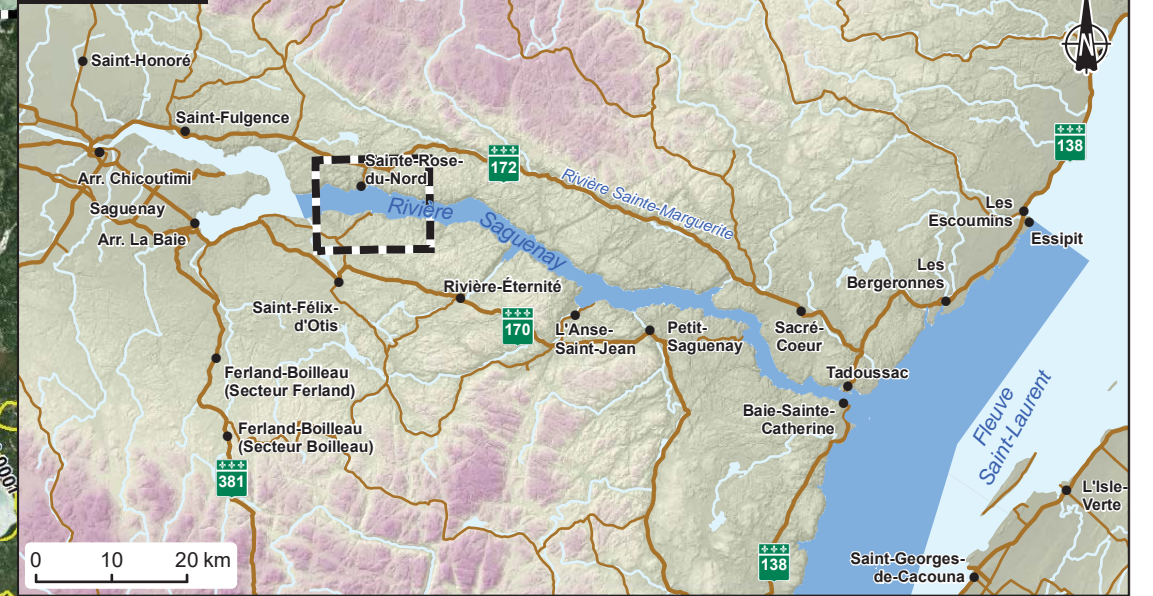 N
Saint-Honoré
138
Saint-Fulgence
Sainte-Rose-
du-Nord
172
Arr. Chicoutimi
Rivière Sainte-Marguerite
Saguenay
Arr. La Baie
Rivière Saguenay
Les
Escoumins
Essipit
Les
Bergeronnes
Saint-Félix-
d'Otis
Rivière-Éternité
170
L'Anse-
Saint-Jean
Petit-
Saguenay
Sacré-
Coeur
Tadoussac
Ferland-Boilleau
(Secteur Ferland)
Baie-Sainte-
Catherine
Fleuve
Saint-Laurent
Ferland-Boilleau
(Secteur Boilleau)
381
L'Isle-
Verte
138
Saint-Georges-
de-Cacouna
0 10 20 km